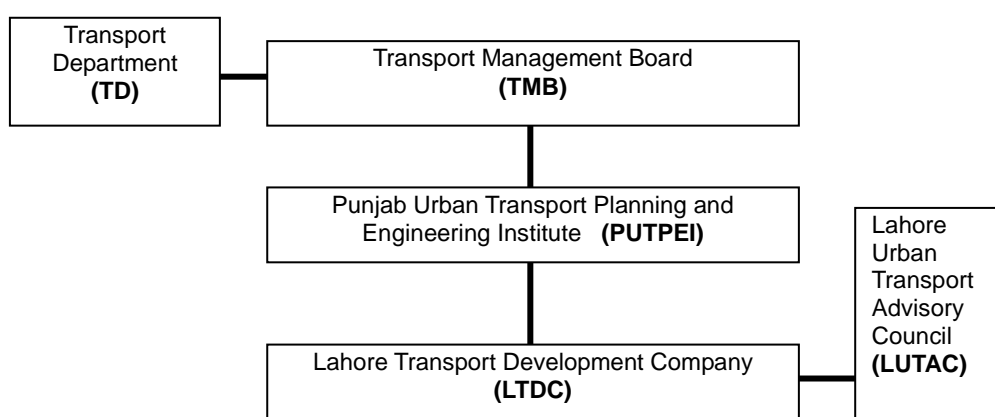 Transport
Department
(TD)
Transport Management Board
(TMB)
Punjab Urban Transport Planning and
Engineering Institute (PUTPEI)
Lahore
Urban
Transport
Advisory
Council
(LUTAC)
Lahore Transport Development Company
(LTDC)